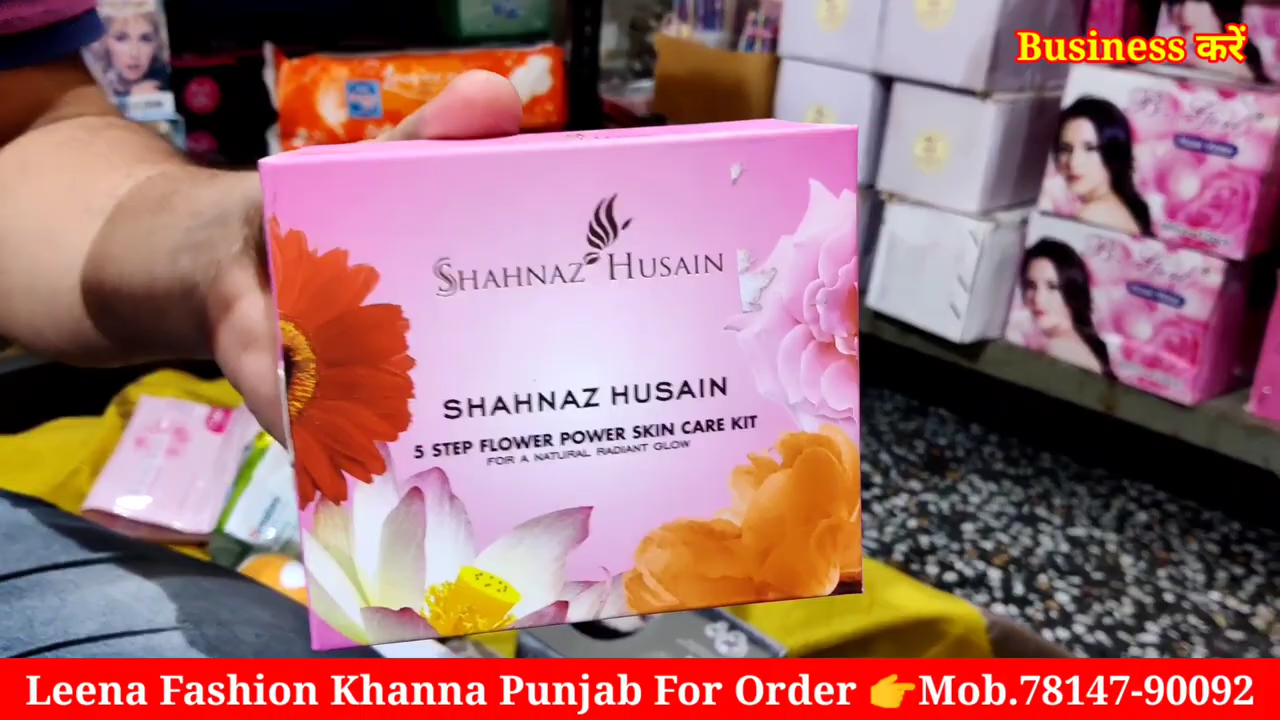 Business करें
SHAHNAZ HUSAIN
SHAHNAZ HUSAIN
5 STEP FLOWER POWER SKIN CARE KIT
FOR A NATURAL RADIANT GLOW
Leena Fashion Khanna Punjab For Order 👉Mob.78147-90092